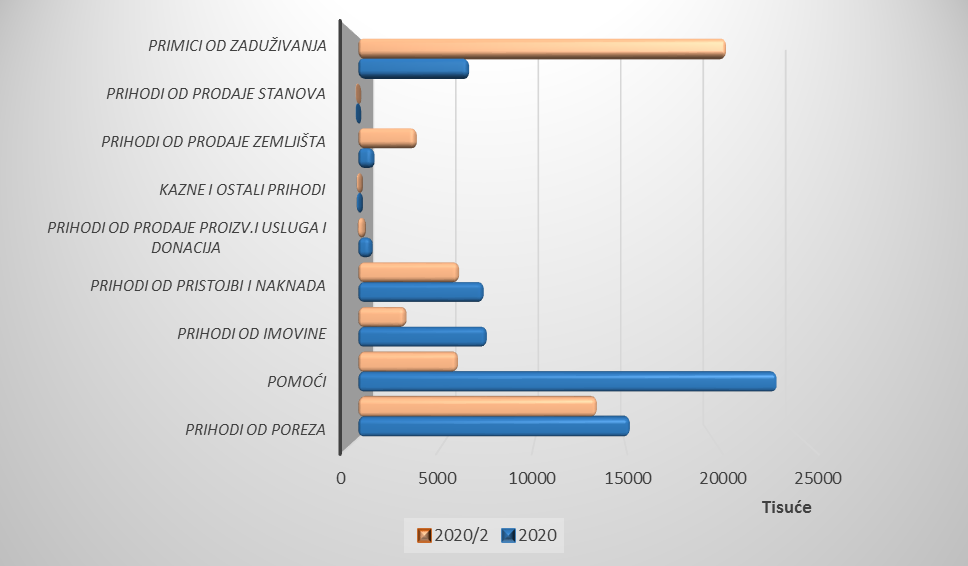 PRIMICI OD ZADUŽIVANJA
PRIHODI OD PRODAJE STANOVA
PRIHODI OD PRODAJE ZEMLJIŠTA
KAZNE I OSTALI PRIHODI
PRIHODI OD PRODAJE PROIZV.I USLUGA I
DONACIJA
PRIHODI OD PRISTOJBI I NAKNADA
PRIHODI OD IMOVINE
POMOĆI
PRIHODI OD POREZA
0 5000 10000 15000 20000 25000
Tisuće
2020/2 2020